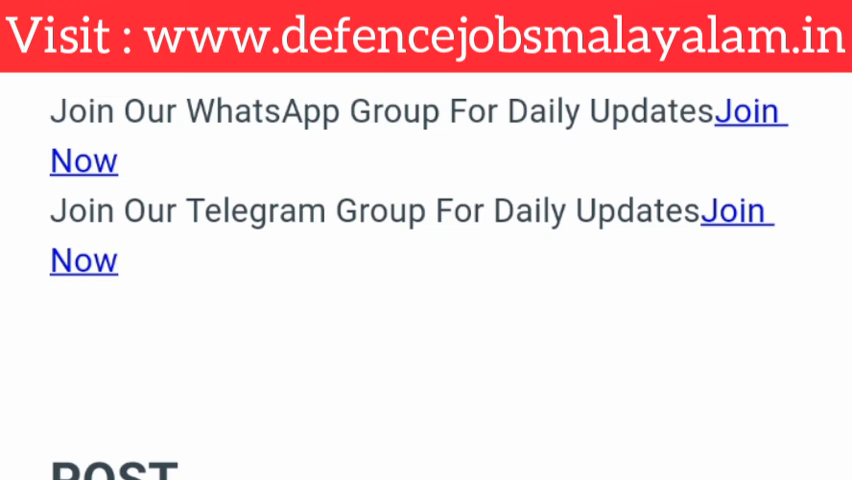 Visit : www.defencejobsmalayalam.in
Join Our WhatsApp Group For Daily UpdatesJoin
Now
Join Our Telegram Group For Daily UpdatesJoin
Now
POST